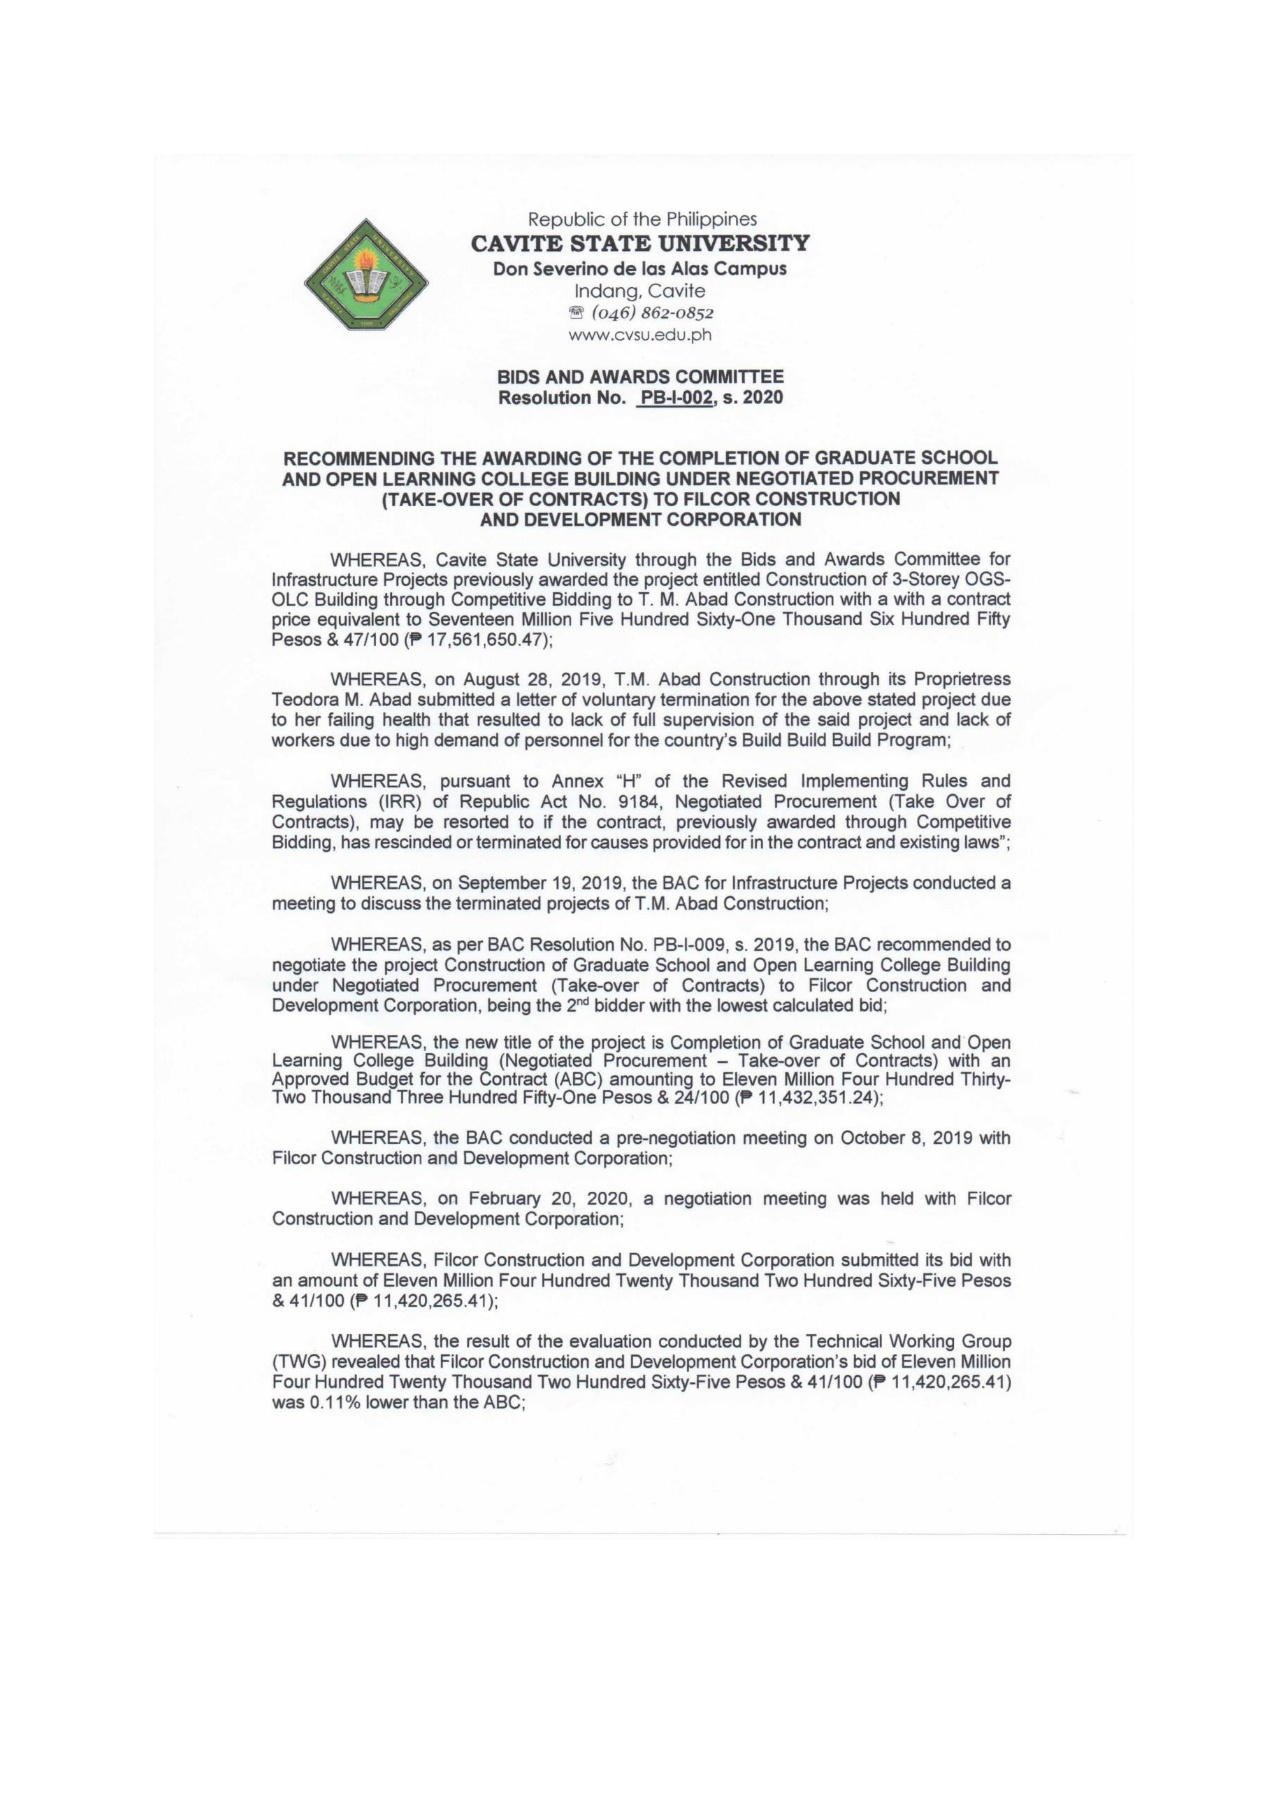 Republic of the Philippines
CAVITE STATE UNIVERSITY
Don Severino de las Alas Campus
Indang, Cavite
☏ (046) 862-0852
www.cvsu.edu.ph
BIDS AND AWARDS COMMITTEE
Resolution No. PB-I-002, s. 2020
RECOMMENDING THE AWARDING OF THE COMPLETION OF GRADUATE SCHOOL
AND OPEN LEARNING COLLEGE BUILDING UNDER NEGOTIATED PROCUREMENT
(TAKE-OVER OF CONTRACTS) TO FILCOR CONSTRUCTION
AND DEVELOPMENT CORPORATION
WHEREAS, Cavite State University through the Bids and Awards Committee for
Infrastructure Projects previously awarded the project entitled Construction of 3-Storey OGS-
OLC Building through Competitive Bidding to T. M. Abad Construction with a with a contract
price equivalent to Seventeen Million Five Hundred Sixty-One Thousand Six Hundred Fifty
Pesos & 47/100 (₱ 17,561,650.47);
WHEREAS, on August 28, 2019, T.M. Abad Construction through its Proprietress
Teodora M. Abad submitted a letter of voluntary termination for the above stated project due
to her failing health that resulted to lack of full supervision of the said project and lack of
workers due to high demand of personnel for the country's Build Build Build Program;
WHEREAS, pursuant to Annex “H” of the Revised Implementing Rules and
Regulations (IRR) of Republic Act No. 9184, Negotiated Procurement (Take Over of
Contracts), may be resorted to if the contract, previously awarded through Competitive
Bidding, has rescinded or terminated for causes provided for in the contract and existing laws”;
WHEREAS, on September 19, 2019, the BAC for Infrastructure Projects conducted a
meeting to discuss the terminated projects of T.M. Abad Construction;
WHEREAS, as per BAC Resolution No. PB-I-009, s. 2019, the BAC recommended to
negotiate the project Construction of Graduate School and Open Learning College Building
under Negotiated Procurement (Take-over of Contracts) to Filcor Construction and
Development Corporation, being the 2nd bidder with the lowest calculated bid;
WHEREAS, the new title of the project is Completion of Graduate School and Open
Learning College Building (Negotiated Procurement – Take-over of Contracts) with an
Approved Budget for the Contract (ABC) amounting to Eleven Million Four Hundred Thirty-
Two Thousand Three Hundred Fifty-One Pesos & 24/100 (₱ 11,432,351.24);
WHEREAS, the BAC conducted a pre-negotiation meeting on October 8, 2019 with
Filcor Construction and Development Corporation;
WHEREAS, on February 20, 2020, a negotiation meeting was held with Filcor
Construction and Development Corporation;
WHEREAS, Filcor Construction and Development Corporation submitted its bid with
an amount of Eleven Million Four Hundred Twenty Thousand Two Hundred Sixty-Five Pesos
& 41/100 (₱ 11,420,265.41);
WHEREAS, the result of the evaluation conducted by the Technical Working Group
(TWG) revealed that Filcor Construction and Development Corporation's bid of Eleven Million
Four Hundred Twenty Thousand Two Hundred Sixty-Five Pesos & 41/100 (₱ 11,420,265.41)
was 0.11% lower than the ABC;